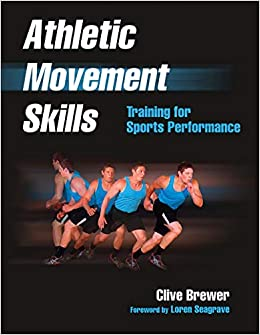 Athletic
Movement
Skills
Training for
Sports Performance
Clive Brewer
Foreword by Loren Seagrave